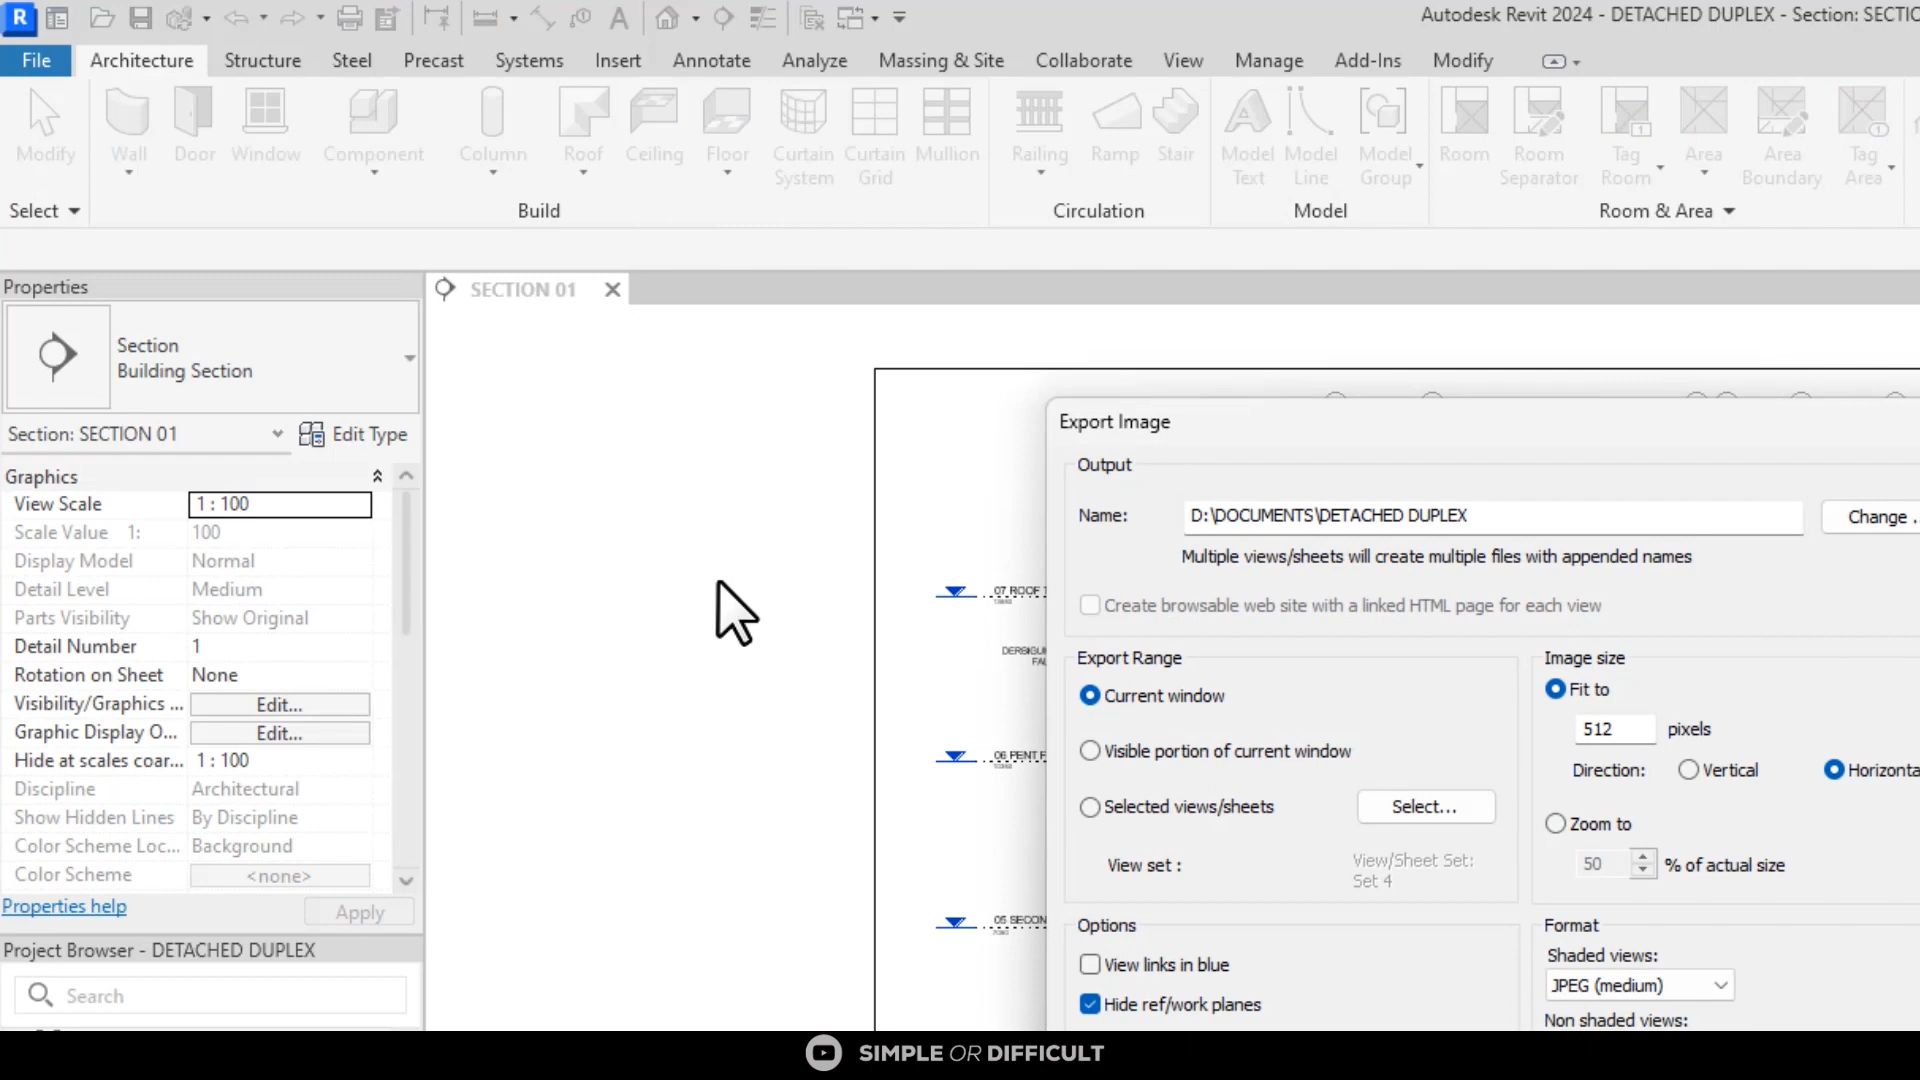 Autodesk Revit 2024 - DETACHED DUPLEX - Section: SECTIO
File Architecture Structure Steel Precast Systems Insert Annotate Analyze Massing & Site Collaborate View Manage Add-Ins Modify
Modify Wall Door Window Component Column Roof Ceiling Floor Curtain System Curtain Grid Mullion Railing Ramp Stair Model Text Model Line Model Group Room Room Separator Tag Room Area Area Boundary Tag Area
Select Build Circulation Model Room & Area
Properties
SECTION 01
Section
Building Section
Section: SECTION 01 Edit Type
Graphics
View Scale 1 : 100
Scale Value 1: 100
Display Model Normal
Detail Level Medium
Parts Visibility Show Original
Detail Number 1
Rotation on Sheet None
Visibility/Graphics ... Edit...
Graphic Display O... Edit...
Hide at scales coar... 1 : 100
Discipline Architectural
Show Hidden Lines By Discipline
Color Scheme Loc... Background
Color Scheme <none>
Properties help Apply
Project Browser - DETACHED DUPLEX
Search
07 ROOF T
06 PENT F
05 SECON
Export Image
Output
Name: D:\DOCUMENTS\DETACHED DUPLEX Change ..
Multiple views/sheets will create multiple files with appended names
Create browsable web site with a linked HTML page for each view
Export Range
Current window
Visible portion of current window
Selected views/sheets Select...
View set : View/Sheet Set:
Set 4
Image size
Fit to
512 pixels
Direction: Vertical Horizonta
Zoom to
50 % of actual size
Options
View links in blue
Hide ref/work planes
Format
Shaded views:
JPEG (medium)
Non shaded views:
SIMPLE OR DIFFICULT